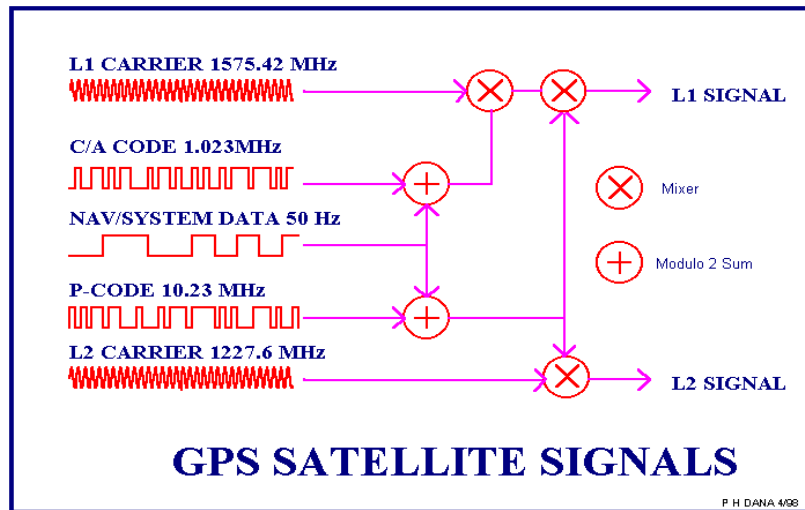 L1 CARRIER 1575.42 MHz
L1 SIGNAL
C/A CODE 1.023MHz
Mixer
NAV/SYSTEM DATA 50 Hz
Modulo 2 Sum
P-CODE 10.23 MHz
L2 CARRIER 1227.6 MHz
L2 SIGNAL
GPS SATELLITE SIGNALS
P H DANA 4/98